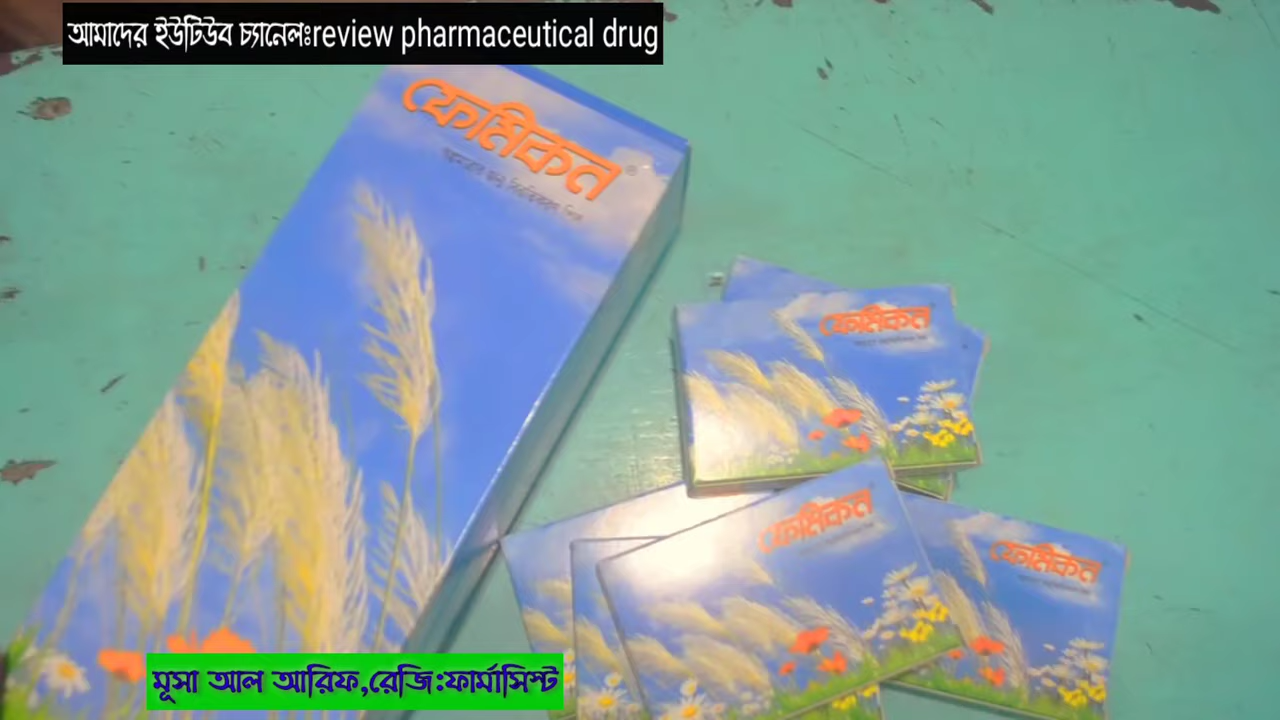 আমাদের ইউটিউব চ্যানেলঃreview pharmaceutical drug
ফেমিকন
ফেমিকন
ফেমিকন
ফেমিকন
মূসা আল আরিফ,রেজি:ফার্মাসিস্ট